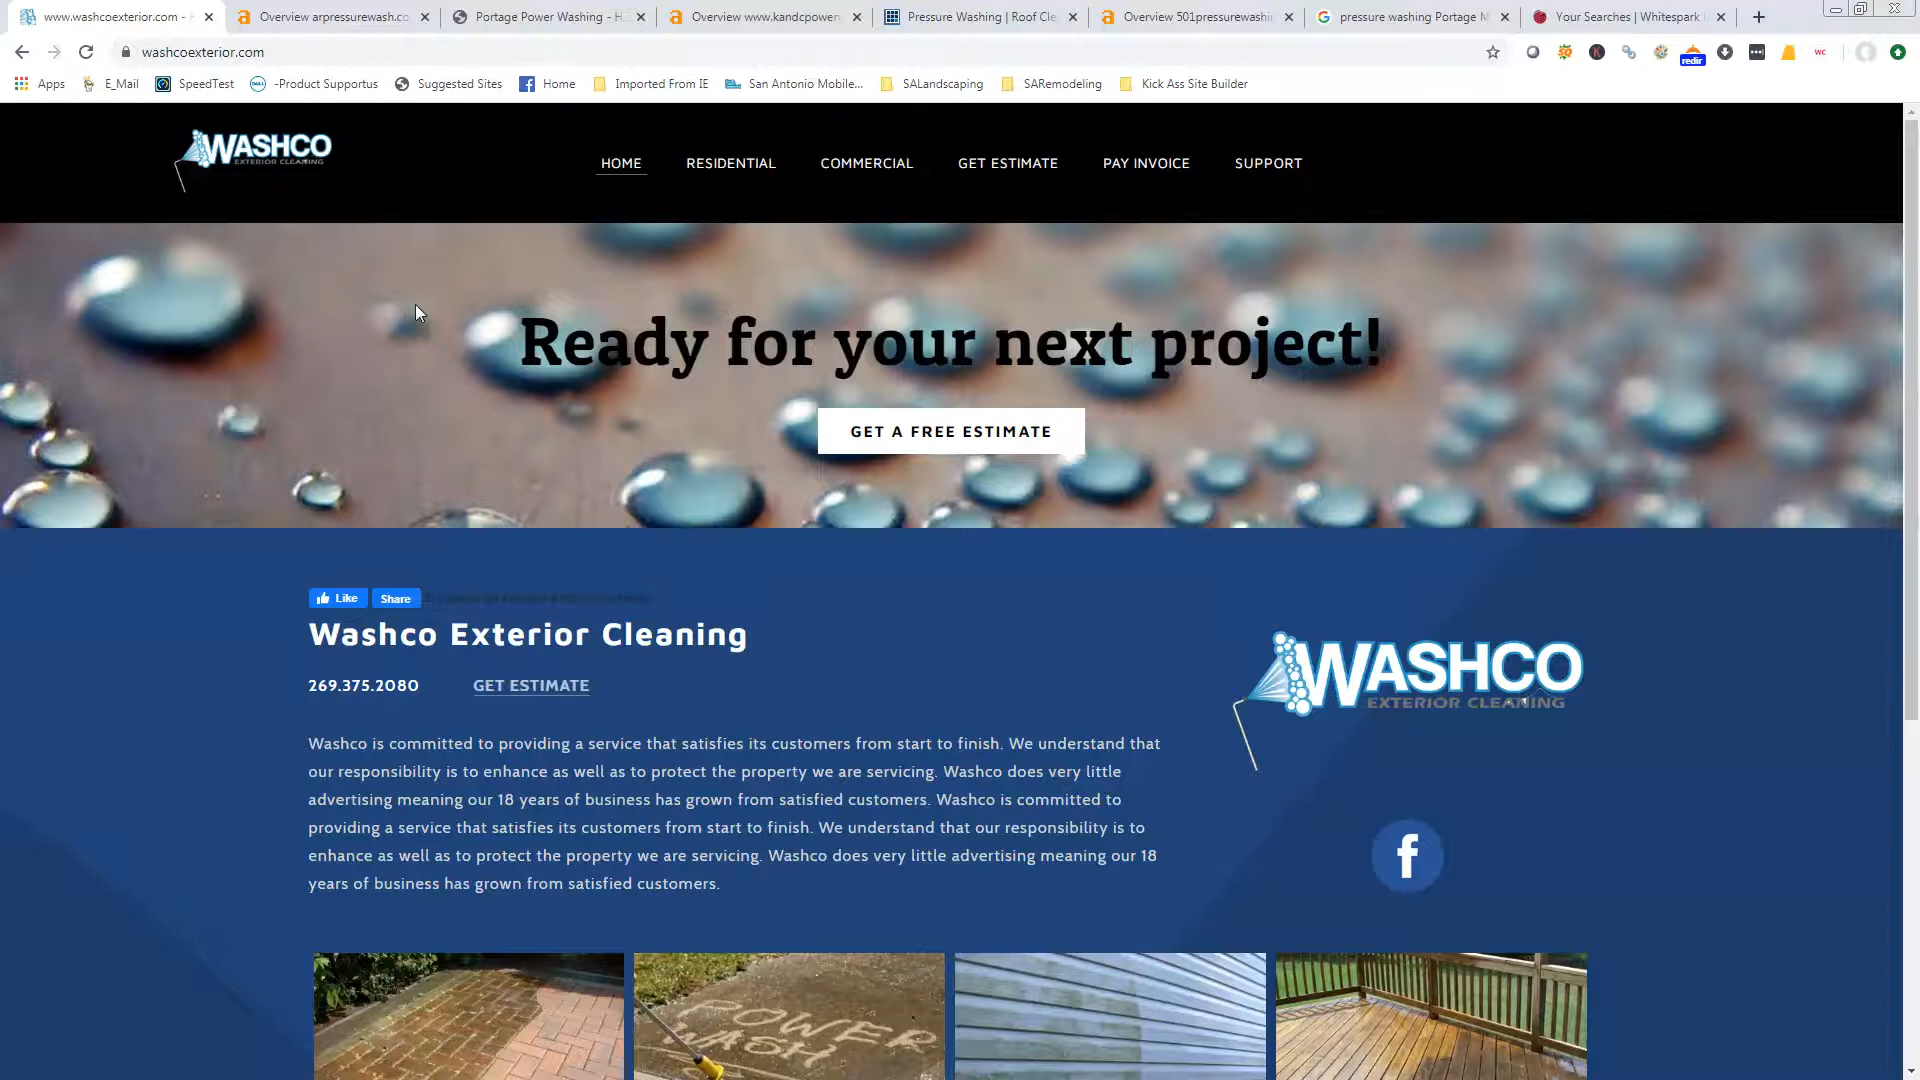 www.washcoexterior.com - H
Overview arpressurewash.co
Portage Power Washing - H
Overview www.kandcpower
Pressure Washing | Roof Cle
Overview 501pressurewashin
pressure washing Portage M
Your Searches | Whitespark
washcoexterior.com
redir
WC
Apps
E_Mail
SpeedTest
-Product Supportus
Suggested Sites
Home
Imported From IE
San Antonio Mobile...
SALandscaping
SARemodeling
Kick Ass Site Builder
WASHCO
EXTERIOR CLEANING
HOME
RESIDENTIAL
COMMERCIAL
GET ESTIMATE
PAY INVOICE
SUPPORT
Ready for your next project!
GET A FREE ESTIMATE
Like
Share
Washco Exterior Cleaning
269.375.2080
GET ESTIMATE
Washco is committed to providing a service that satisfies its customers from start to finish. We understand that
our responsibility is to enhance as well as to protect the property we are servicing. Washco does very little
advertising meaning our 18 years of business has grown from satisfied customers. Washco is committed to
providing a service that satisfies its customers from start to finish. We understand that our responsibility is to
enhance as well as to protect the property we are servicing. Washco does very little advertising meaning our 18
years of business has grown from satisfied customers.
WASHCO
EXTERIOR CLEANING
POWER
WASH